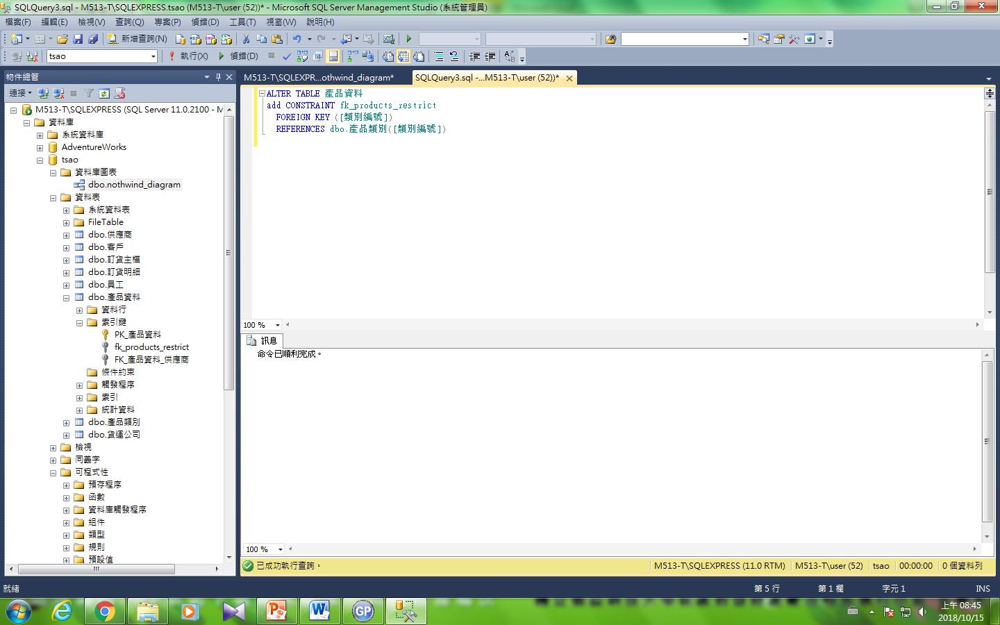 SQLQuery3.sql - M513-T\SQLEXPRESS.tsao (M513-T\user (52))* - Microsoft SQL Server Management Studio (系統管理員)
檔案(F) 編輯(E) 檢視(V) 查詢(Q) 專案(P) 偵錯(D) 工具(T) 視窗(W) 說明(H)
新增查詢(N)
tsao 執行(X) 偵錯(D)
物件總管
連接
M513-T\SQLEXPRESS (SQL Server 11.0.2100 - M
資料庫
系統資料庫
AdventureWorks
tsao
資料庫圖表
dbo.nothwind_diagram
資料表
系統資料表
FileTable
dbo.供應商
dbo.客戶
dbo.訂貨主檔
dbo.訂貨明細
dbo.員工
dbo.產品資料
資料行
索引鍵
PK_產品資料
fk_products_restrict
FK_產品資料_供應商
條件約束
觸發程序
索引
統計資料
dbo.產品類別
dbo.貨運公司
檢視
同義字
可程式性
預存程序
函數
資料庫觸發程序
組件
類型
規則
預設值
M513-T\SQLEXPR...othwind_diagram*
SQLQuery3.sql -...M513-T\user (52))*
ALTER TABLE 產品資料
add CONSTRAINT fk_products_restrict
FOREIGN KEY ([類別編號])
REFERENCES dbo.產品類別([類別編號])
100 %
訊息
命令已順利完成。
100 %
已成功執行查詢。 M513-T\SQLEXPRESS (11.0 RTM) M513-T\user (52) tsao 00:00:00 0 個資料列
就緒 第 5 行 第 1 欄 字元 1 INS
上午 08:45
2018/10/15